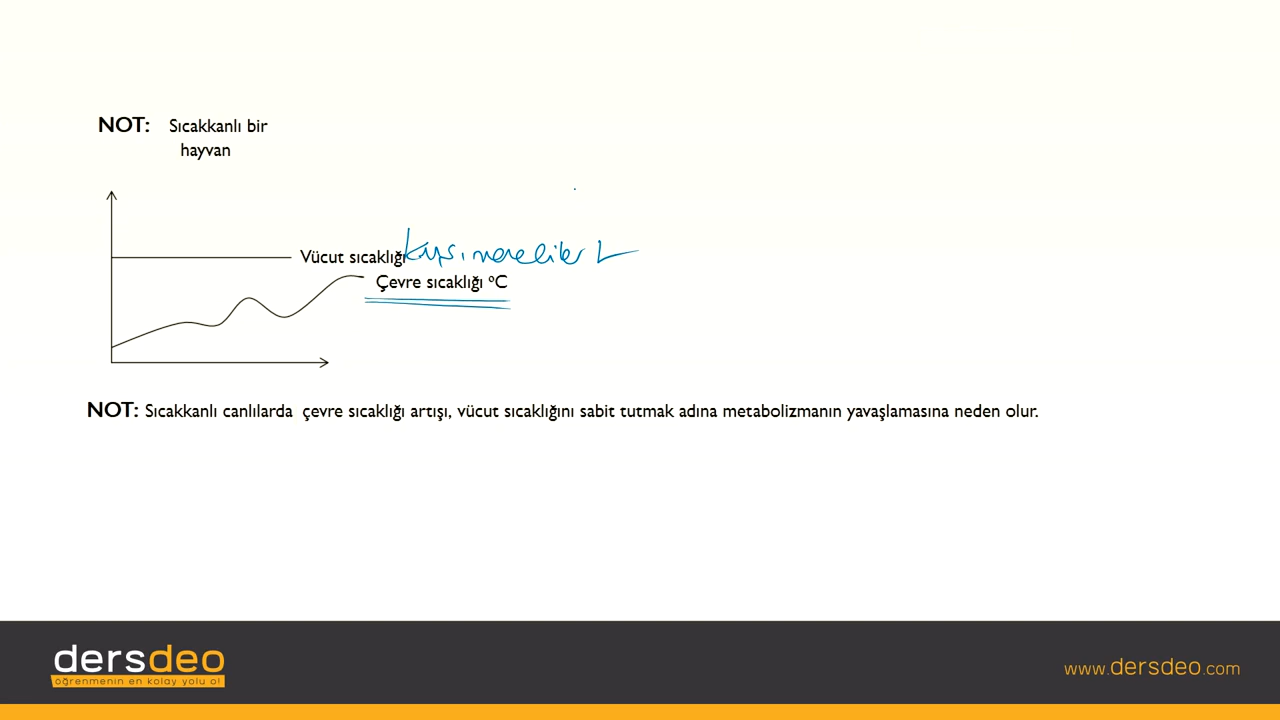 NOT: Sıcakkanlı bir
hayvan
Vücut sıcaklığı
Çevre sıcaklığı °C
NOT: Sıcakkanlı canlılarda çevre sıcaklığı artışı, vücut sıcaklığını sabit tutmak adına metabolizmanın yavaşlamasına neden olur.
dersdeo
öğrenmenin en kolay yolu o!
www.dersdeo.com